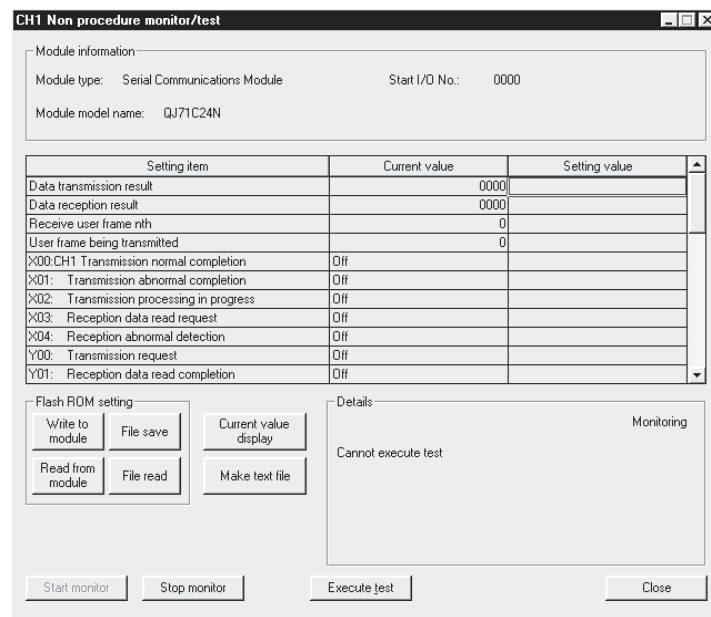 CH1 Non procedure monitor/test
Module information
Module type: Serial Communications Module Start I/O No.: 0000
Module model name: QJ71C24N
Setting item Current value Setting value
Data transmission result 0000
Data reception result 0000
Receive user frame nth 0
User frame being transmitted 0
X00:CH1 Transmission normal completion Off
X01: Transmission abnormal completion Off
X02: Transmission processing in progress Off
X03: Reception data read request Off
X04: Reception abnormal detection Off
Y00: Transmission request Off
Y01: Reception data read completion Off
Flash ROM setting
Write to module
File save
Current value display
Read from module
File read
Make text file
Details
Monitoring
Cannot execute test
Start monitor Stop monitor Execute test Close